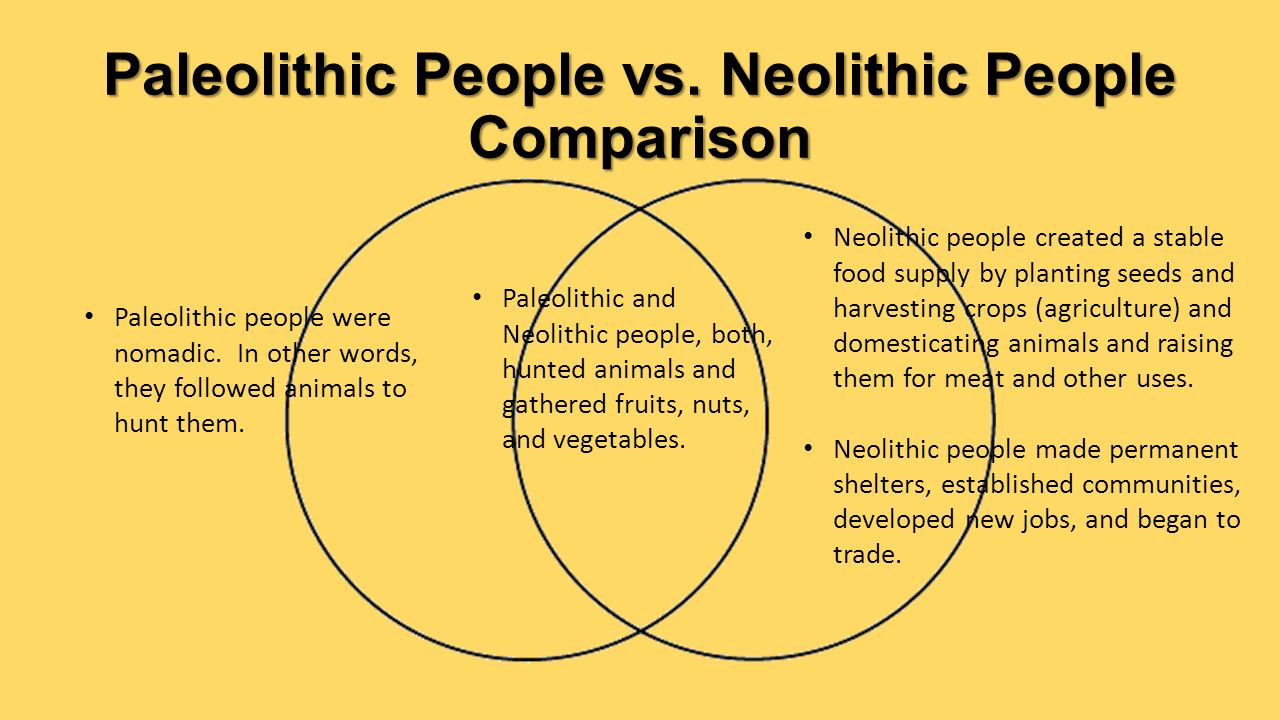 Paleolithic People vs. Neolithic People
Comparison
• Paleolithic people were
nomadic.  In other words,
they followed animals to
hunt them.
• Paleolithic and
Neolithic people, both,
hunted animals and
gathered fruits, nuts,
and vegetables.
• Neolithic people created a stable
food supply by planting seeds and
harvesting crops (agriculture) and
domesticating animals and raising
them for meat and other uses.
• Neolithic people made permanent
shelters, established communities,
developed new jobs, and began to
trade.